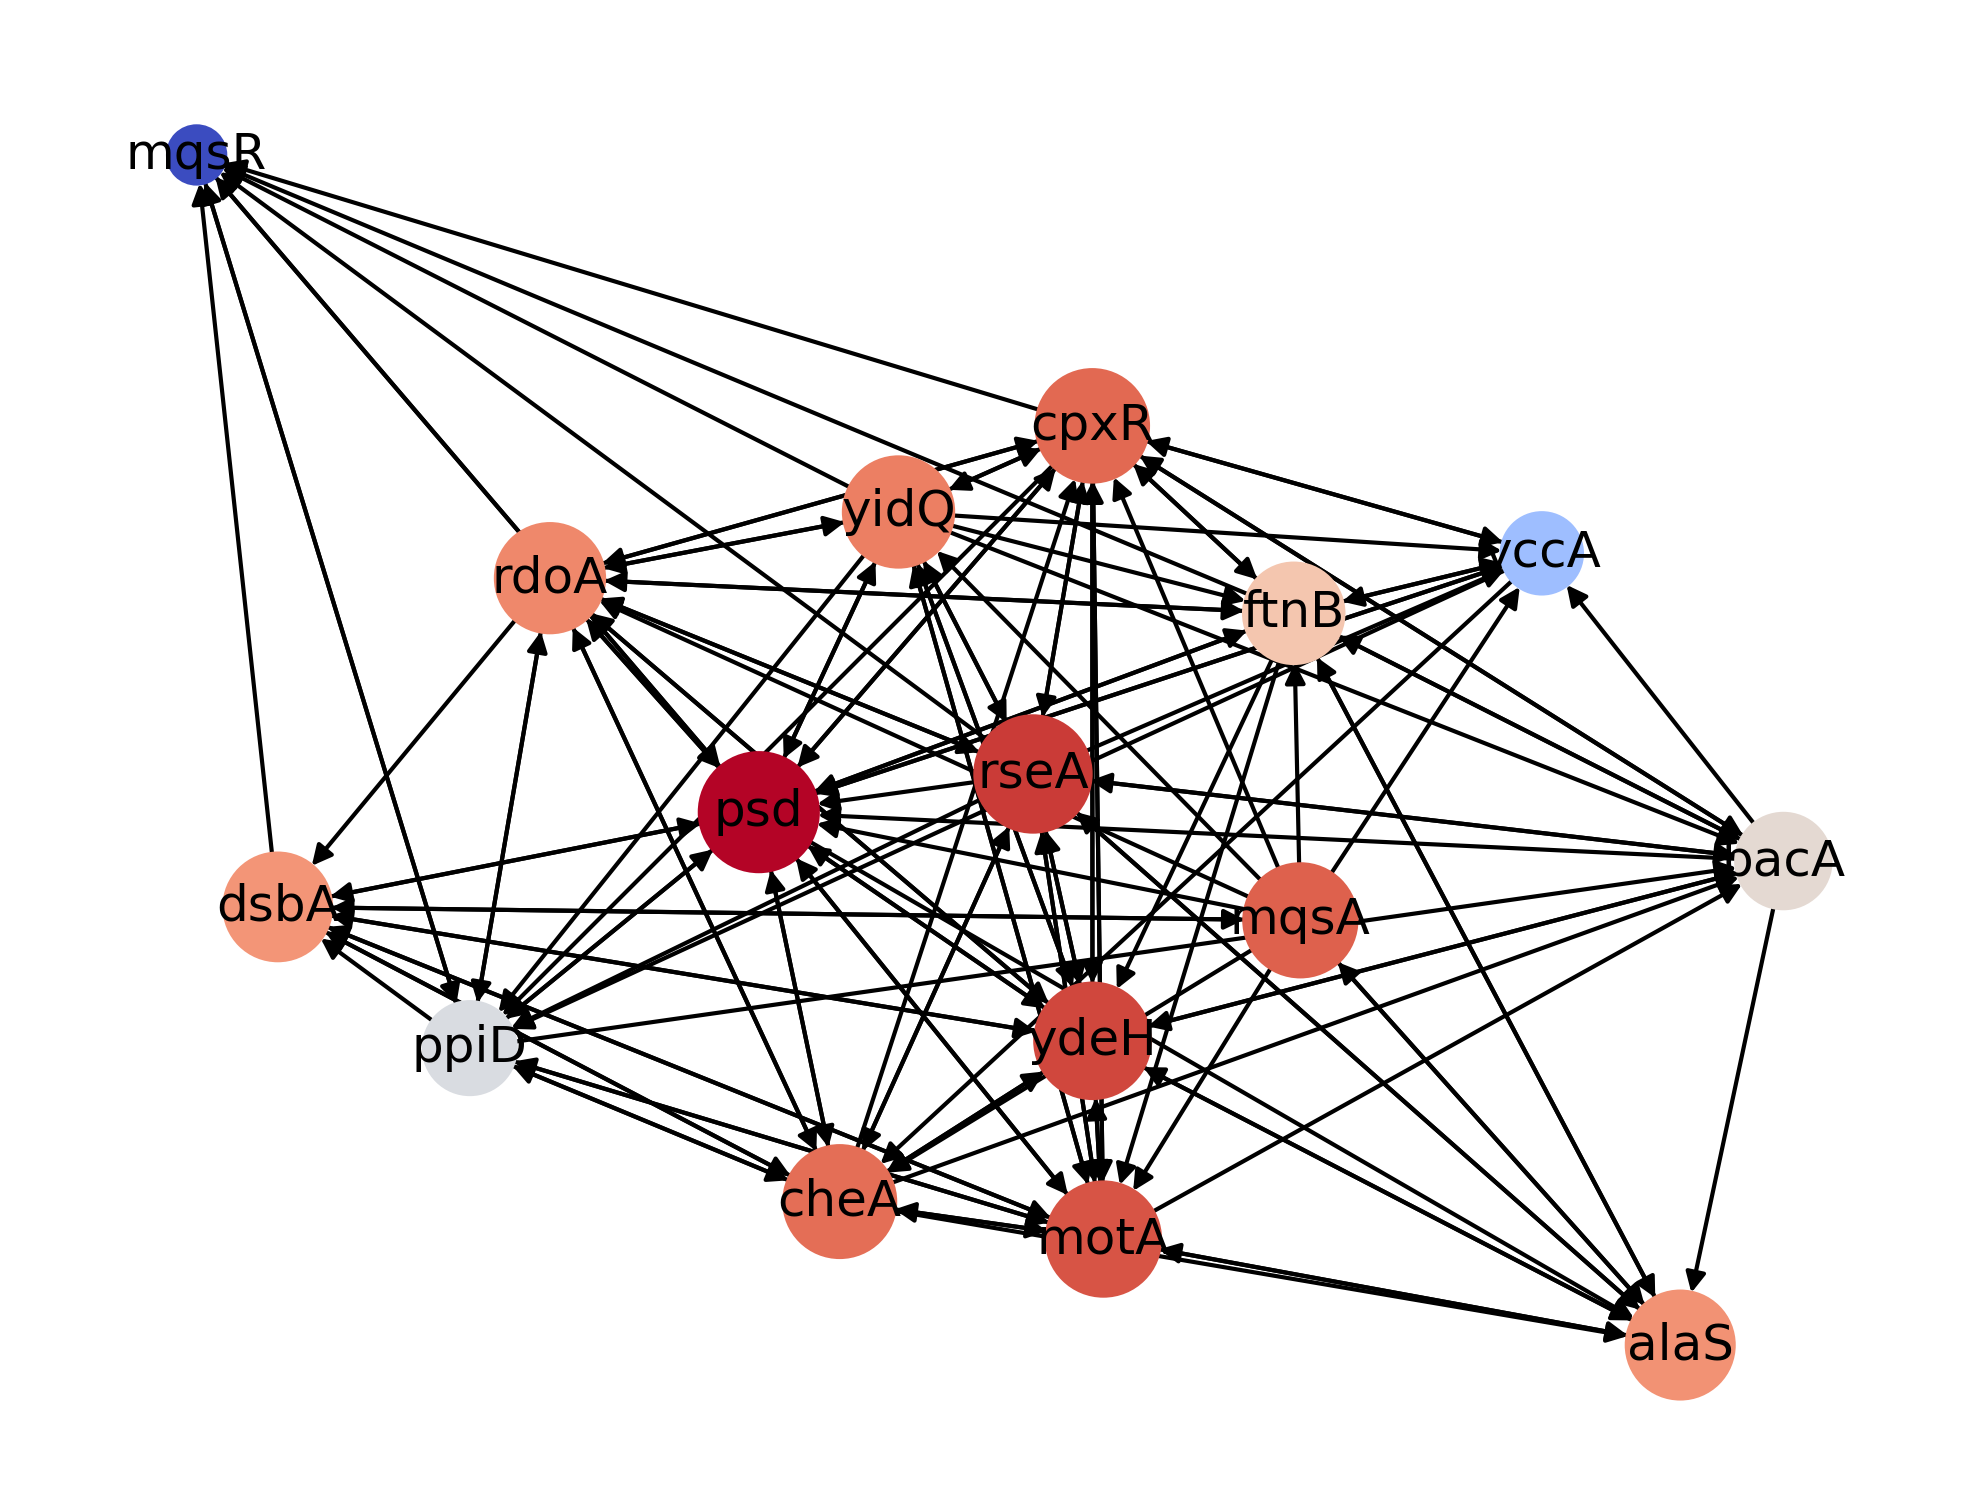 mqsR
cpxR
yidQ
yccA
rdoA
ftnB
rseA
psd
bacA
dsbA
mqsA
ppiD
ydeH
cheA
motA
alaS